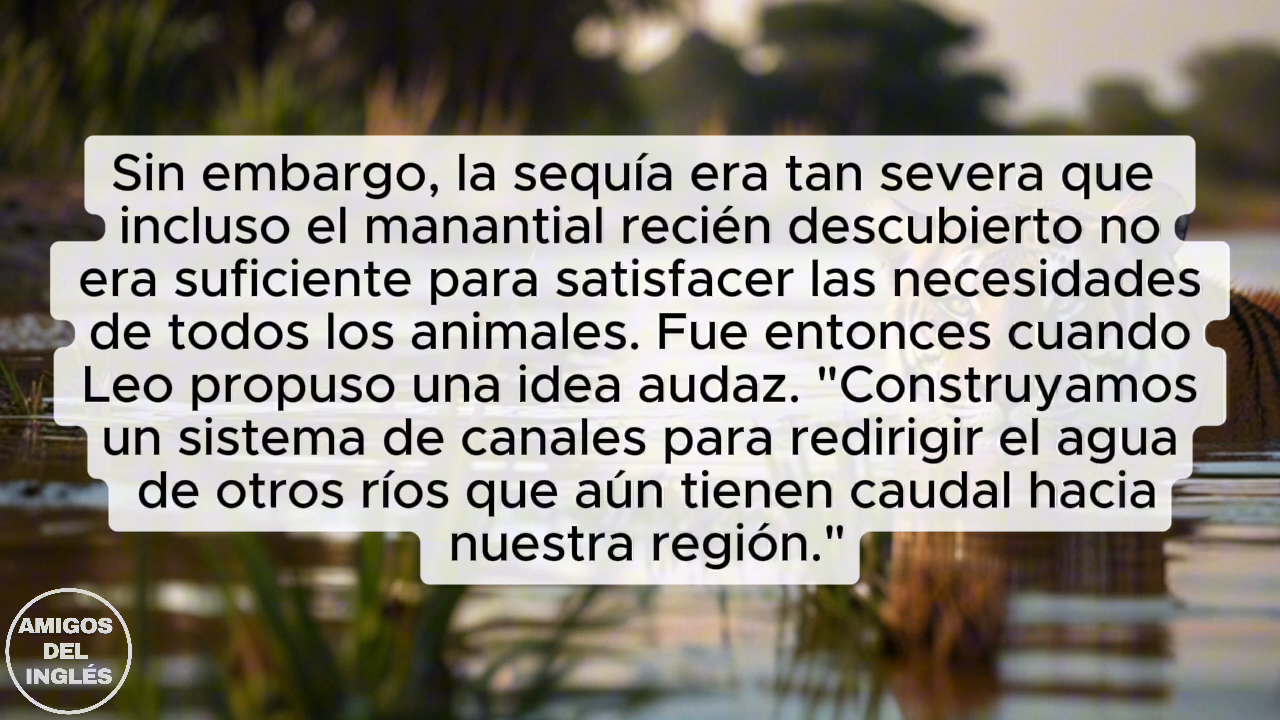 Sin embargo, la sequía era tan severa que
incluso el manantial recién descubierto no
era suficiente para satisfacer las necesidades
de todos los animales. Fue entonces cuando
Leo propuso una idea audaz. "Construyamos
un sistema de canales para redirigir el agua
de otros ríos que aún tienen caudal hacia
nuestra región."
AMIGOS
DEL
INGLÉS